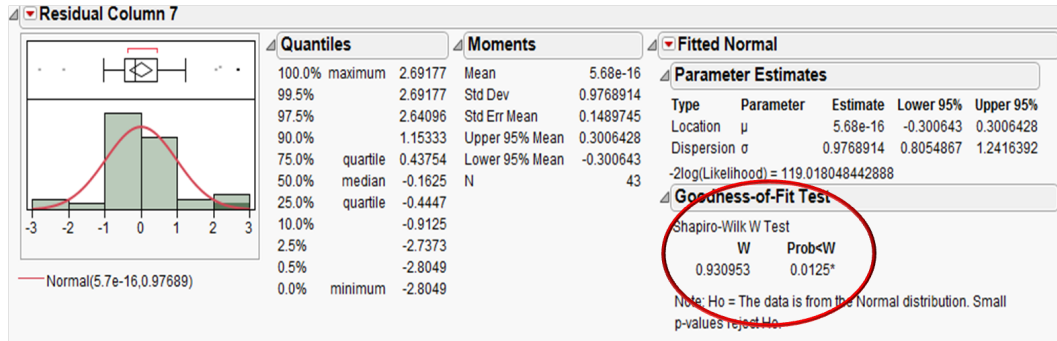 Residual Column 7
-3 -2 -1 0 1 2 3
Normal(5.7e-16,0.97689)
Quantiles
100.0% maximum 2.69177
99.5% 2.69177
97.5% 2.64096
90.0% 1.15333
75.0% quartile 0.43754
50.0% median -0.1625
25.0% quartile -0.4447
10.0% -0.9125
2.5% -2.7373
0.5% -2.8049
0.0% minimum -2.8049
Moments
Mean 5.68e-16
Std Dev 0.9768914
Std Err Mean 0.1489745
Upper 95% Mean 0.3006428
Lower 95% Mean -0.300643
N 43
Fitted Normal
Parameter Estimates
Type Parameter Estimate Lower 95% Upper 95%
Location μ 5.68e-16 -0.300643 0.3006428
Dispersion σ 0.9768914 0.8054867 1.2416392
-2log(Likelihood) = 119.018048442888
Goodness-of-Fit Test
Shapiro-Wilk W Test
W Prob<W
0.930953 0.0125*
Note: Ho = The data is from the Normal distribution. Small
p-values reject Ho.